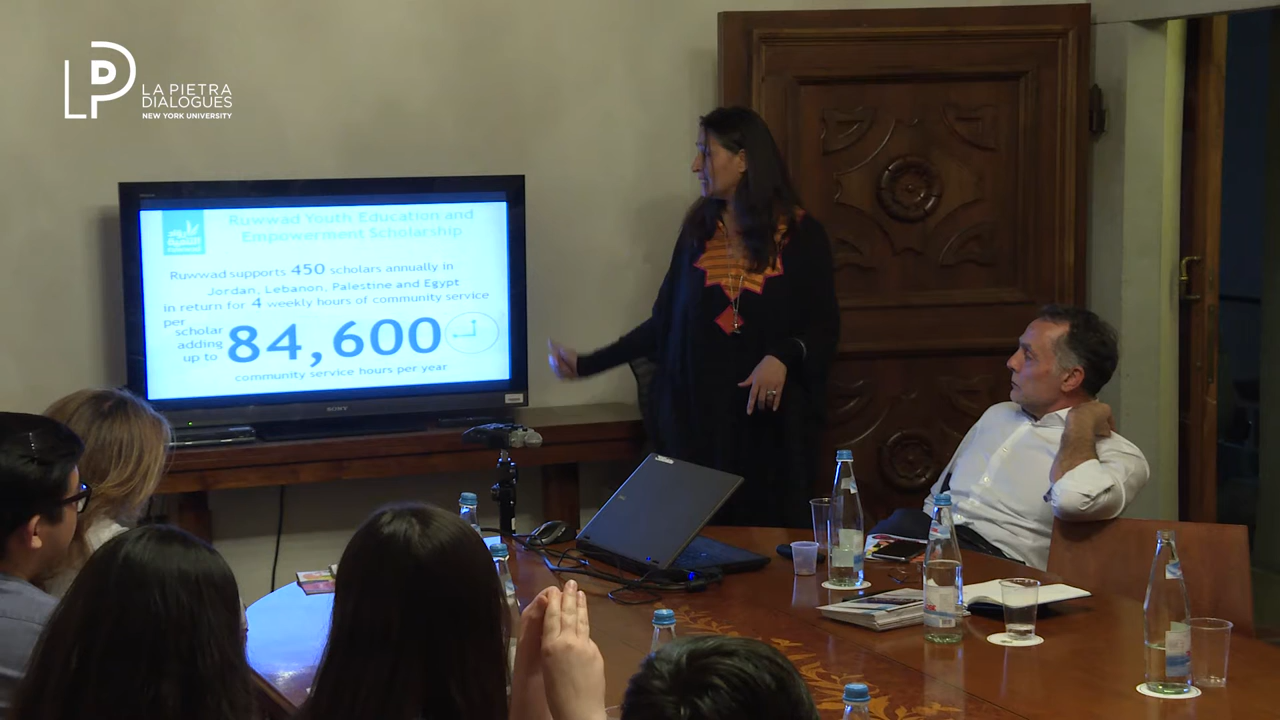 LA PIETRA
DIALOGUES
NEW YORK UNIVERSITY
Ruwwad Youth Education and
Empowerment Scholarship
Ruwwad supports 450 scholars annually in
Jordan, Lebanon, Palestine and Egypt
in return for 4 weekly hours of community service
per
scholar
adding
up to
84,600
community service hours per year
SONY